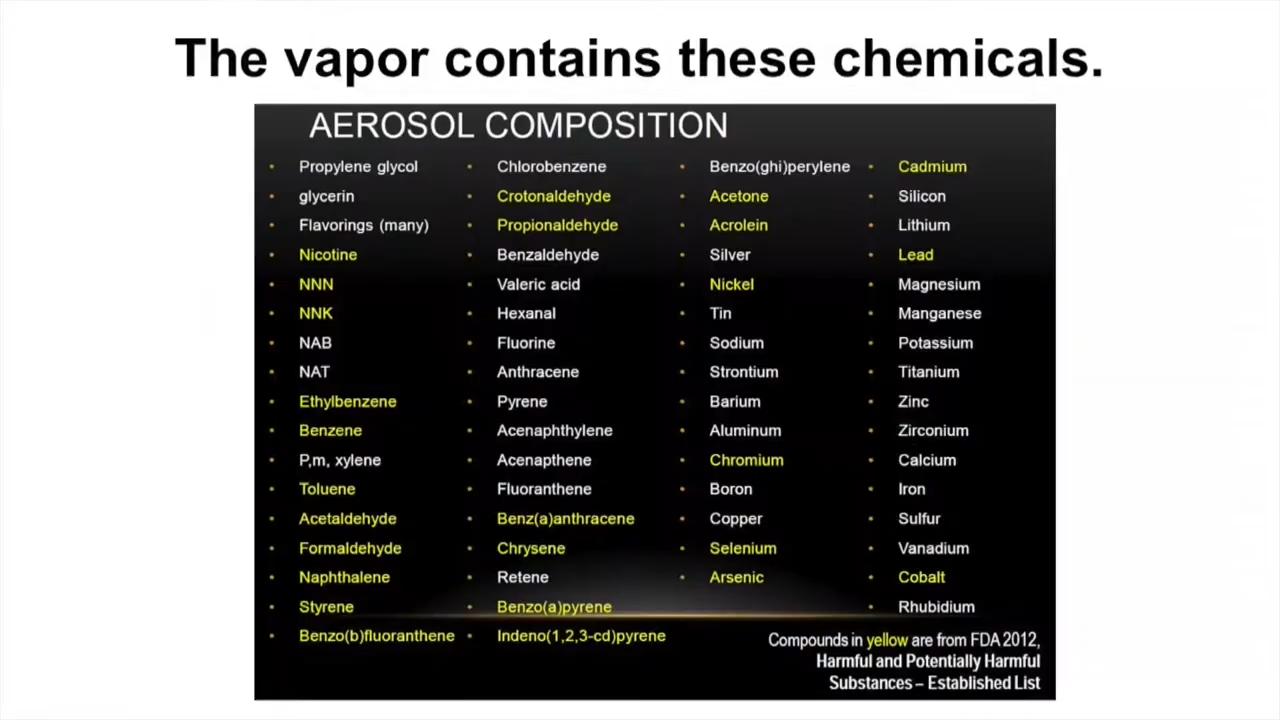 The vapor contains these chemicals.
AEROSOL COMPOSITION
• Propylene glycol
• glycerin
• Flavorings (many)
• Nicotine
• NNN
• NNK
• NAB
• NAT
• Ethylbenzene
• Benzene
• P,m, xylene
• Toluene
• Acetaldehyde
• Formaldehyde
• Naphthalene
• Styrene
• Benzo(b)fluoranthene
• Chlorobenzene
• Crotonaldehyde
• Propionaldehyde
• Benzaldehyde
• Valeric acid
• Hexanal
• Fluorine
• Anthracene
• Pyrene
• Acenaphthylene
• Acenapthene
• Fluoranthene
• Benz(a)anthracene
• Chrysene
• Retene
• Benzo(a)pyrene
• Indeno(1,2,3-cd)pyrene
• Benzo(ghi)perylene
• Acetone
• Acrolein
• Silver
• Nickel
• Tin
• Sodium
• Strontium
• Barium
• Aluminum
• Chromium
• Boron
• Copper
• Selenium
• Arsenic
• Cadmium
• Silicon
• Lithium
• Lead
• Magnesium
• Manganese
• Potassium
• Titanium
• Zinc
• Zirconium
• Calcium
• Iron
• Sulfur
• Vanadium
• Cobalt
• Rhubidium
Compounds in yellow are from FDA 2012,
Harmful and Potentially Harmful
Substances – Established List